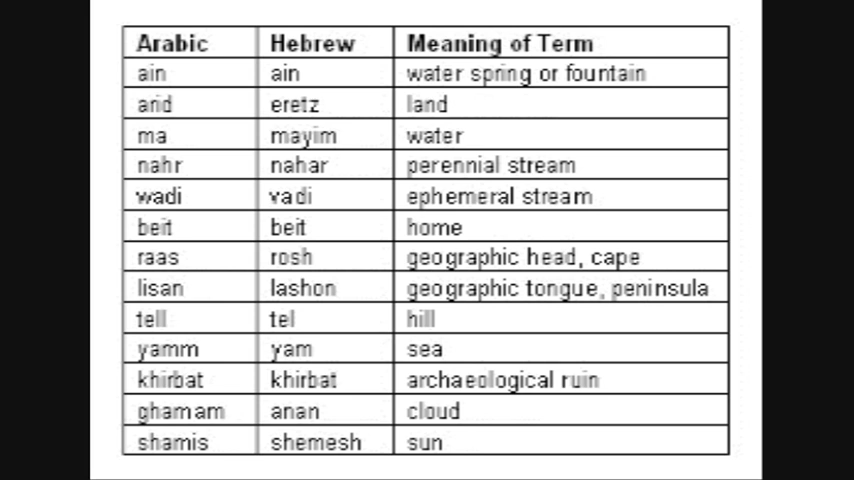 Arabic Hebrew Meaning of Term
ain ain water spring or fountain
arid eretz land
ma mayim water
nahr nahar perennial stream
wadi vadi ephemeral stream
beit beit home
raas rosh geographic head, cape
lisan lashon geographic tongue, peninsula
tell tel hill
yamm yam sea
khirbat khirbat archaeological ruin
ghamam anan cloud
shamis shemesh sun